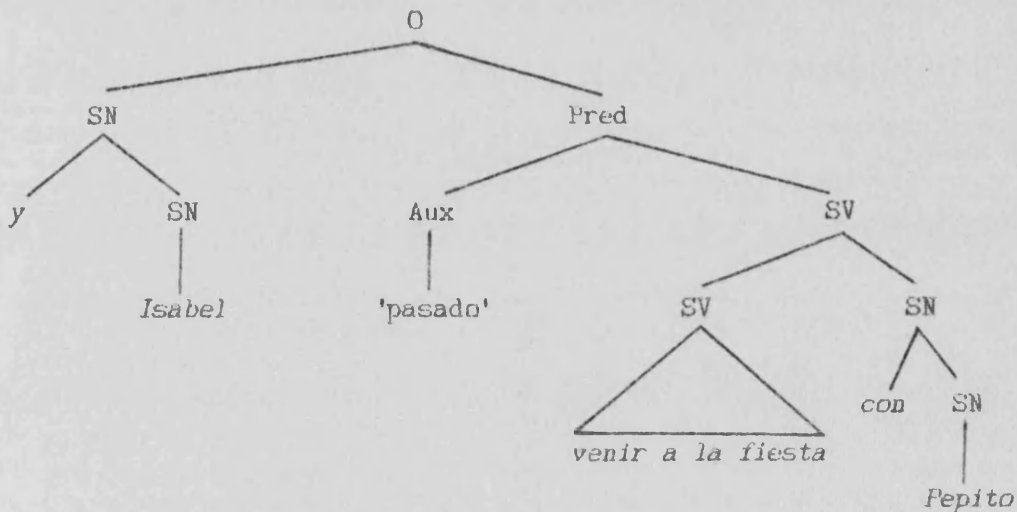 O
SN Pred
y SN Aux SV
Isabel 'pasado' SV SN
con SN
venir a la fiesta
Pepito